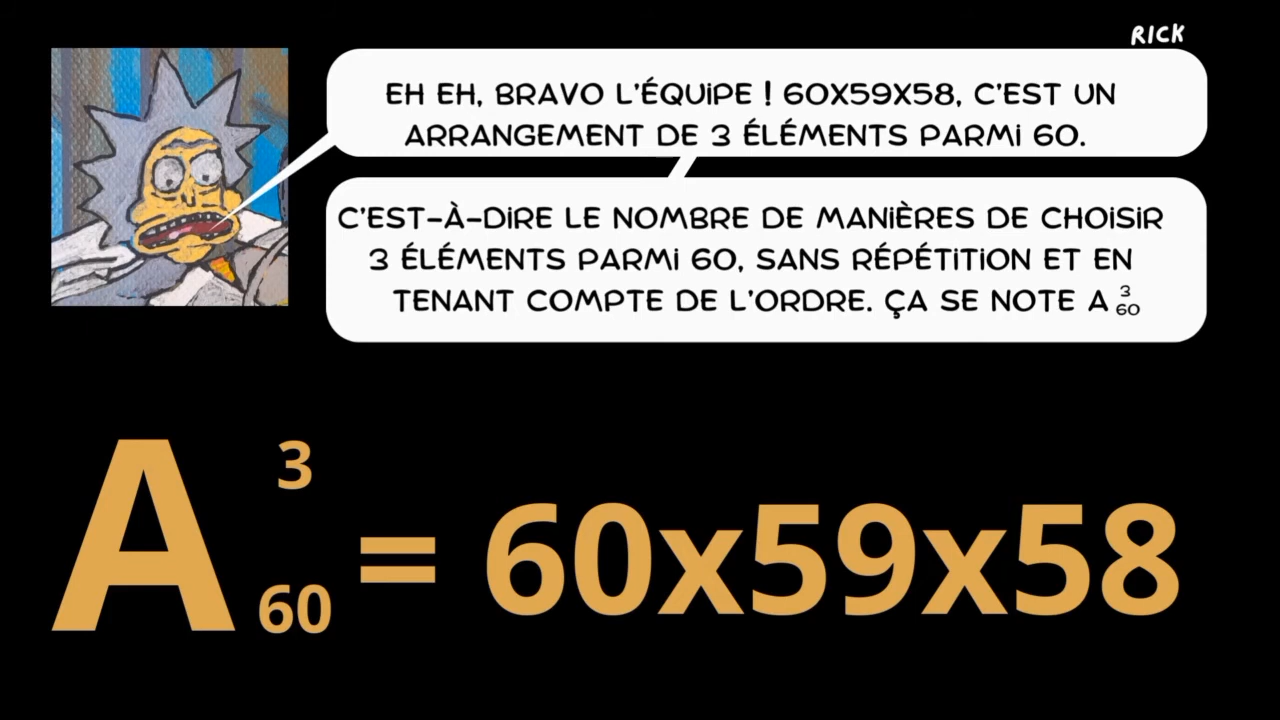 RICK
EH EH, BRAVO L'ÉQUIPE ! 60X59X58, C'EST UN
ARRANGEMENT DE 3 ÉLÉMENTS PARMI 60.
C'EST-À-DIRE LE NOMBRE DE MANIÈRES DE CHOISIR
3 ÉLÉMENTS PARMI 60, SANS RÉPÉTITION ET EN
TENANT COMPTE DE L'ORDRE. ÇA SE NOTE A 3 60
A 3 60 = 60x59x58